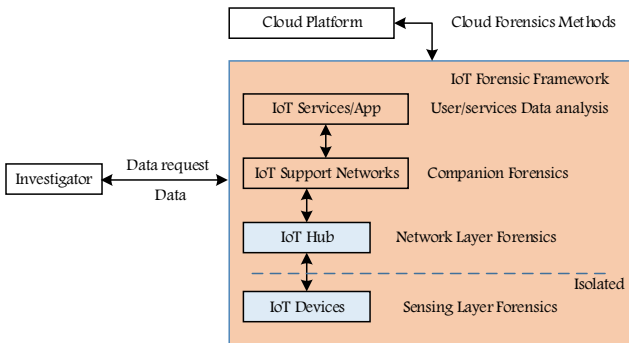 Cloud Platform
Cloud Forensics Methods
IoT Forensic Framework
IoT Services/App
User/services Data analysis
Data request
Investigator
Data
IoT Support Networks
Companion Forensics
IoT Hub
Network Layer Forensics
Isolated
IoT Devices
Sensing Layer Forensics